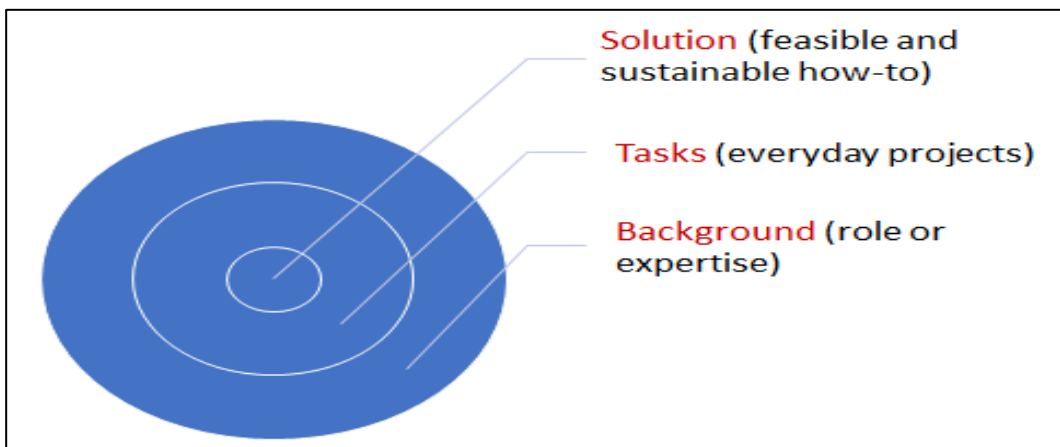 Solution (feasible and
sustainable how-to)
Tasks (everyday projects)
Background (role or
expertise)